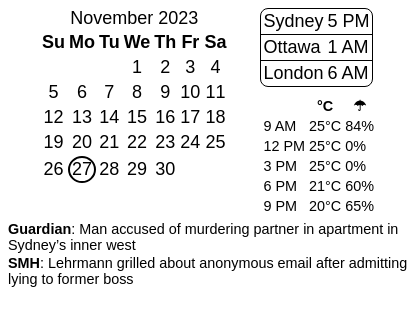 November 2023
Su Mo Tu We Th Fr Sa
1 2 3 4
5 6 7 8 9 10 11
12 13 14 15 16 17 18
19 20 21 22 23 24 25
26 27 28 29 30
Sydney 5 PM
Ottawa 1 AM
London 6 AM
°C ☂
9 AM 25°C 84%
12 PM 25°C 0%
3 PM 25°C 0%
6 PM 21°C 60%
9 PM 20°C 65%
Guardian: Man accused of murdering partner in apartment in
Sydney’s inner west
SMH: Lehrmann grilled about anonymous email after admitting
lying to former boss